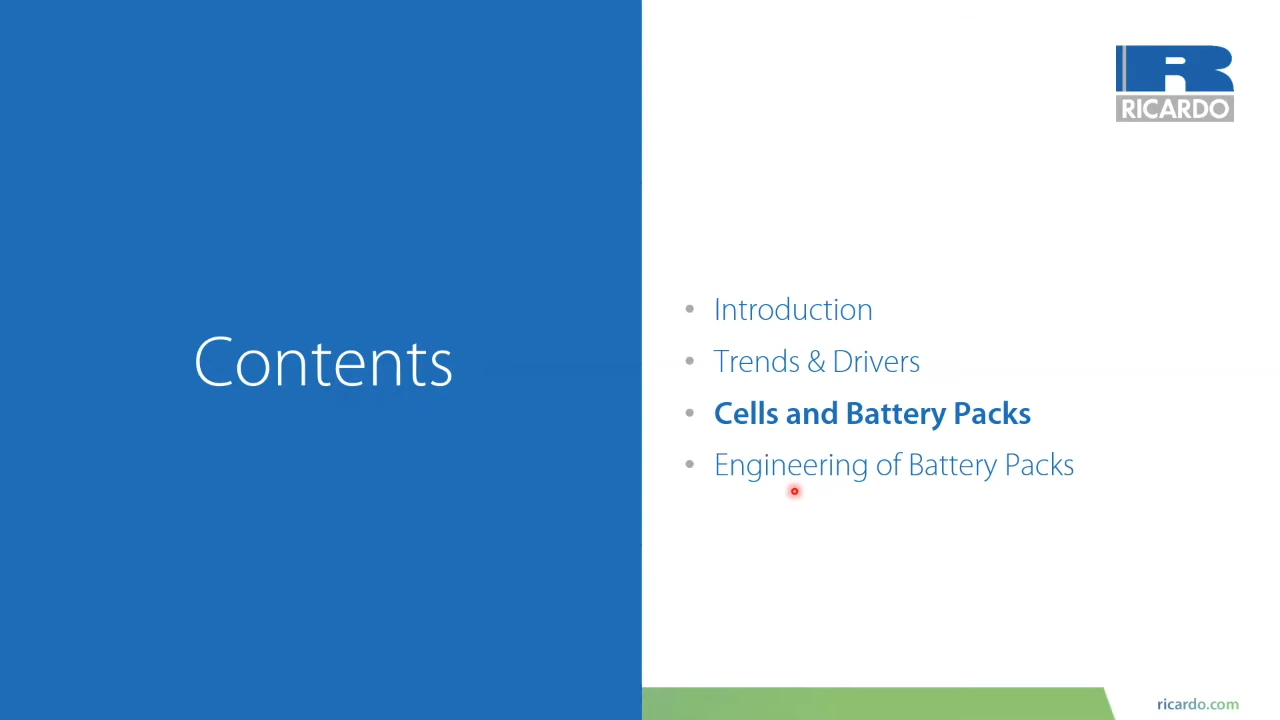 RICARDO
Contents
• Introduction
• Trends & Drivers
• Cells and Battery Packs
• Engineering of Battery Packs
ricardo.com